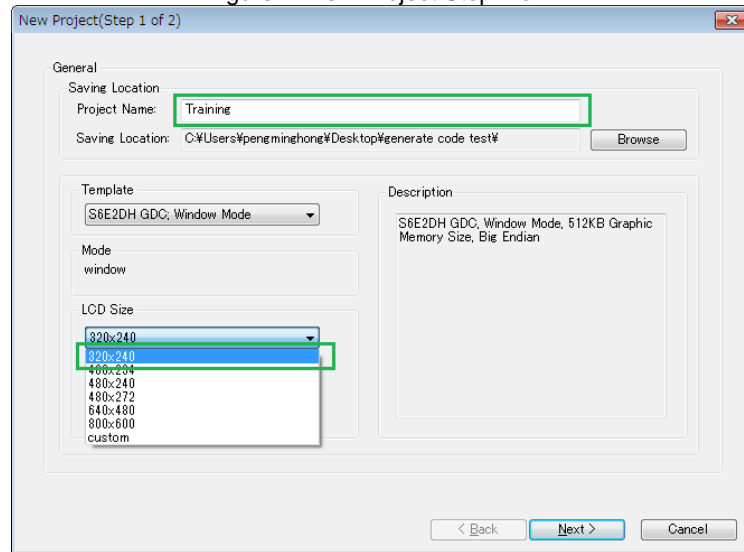 New Project(Step 1 of 2)
General
Saving Location
Project Name: Training
Saving Location: C:¥Users¥pengminghong¥Desktop¥generate code test¥ Browse
Template
S6E2DH GDC; Window Mode
Mode
window
LCD Size
320x240
320x240
480x240
480x272
640x480
800x600
custom
Description
S6E2DH GDC, Window Mode, 512KB Graphic
Memory Size, Big Endian
< Back Next > Cancel